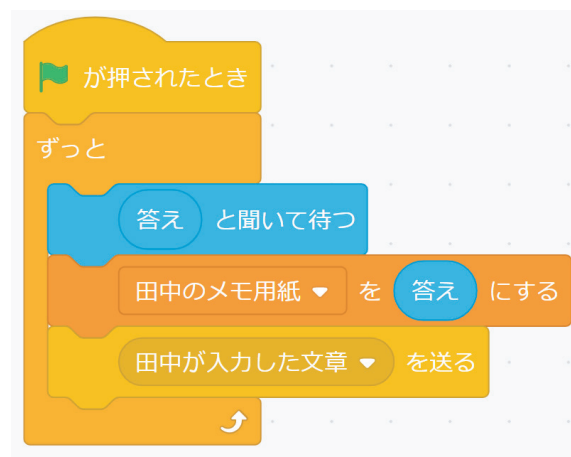 が押されたとき
ずっと
答え と聞いて待つ
田中のメモ用紙 を 答え にする
田中が入力した文章 を送る